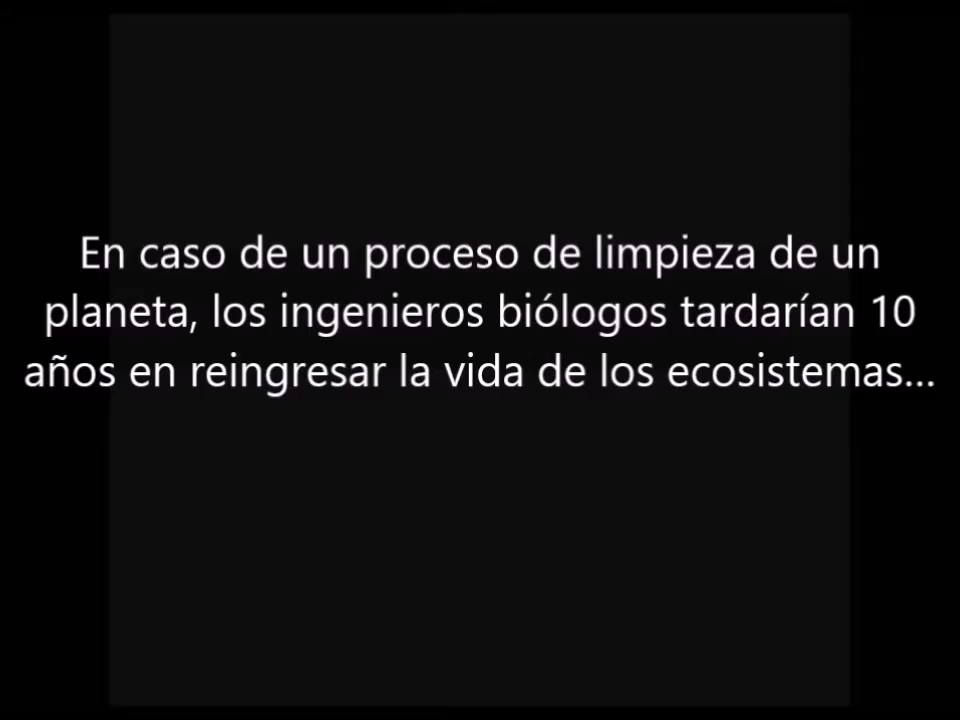 En caso de un proceso de limpieza de un
planeta, los ingenieros biólogos tardarían 10
años en reingresar la vida de los ecosistemas...